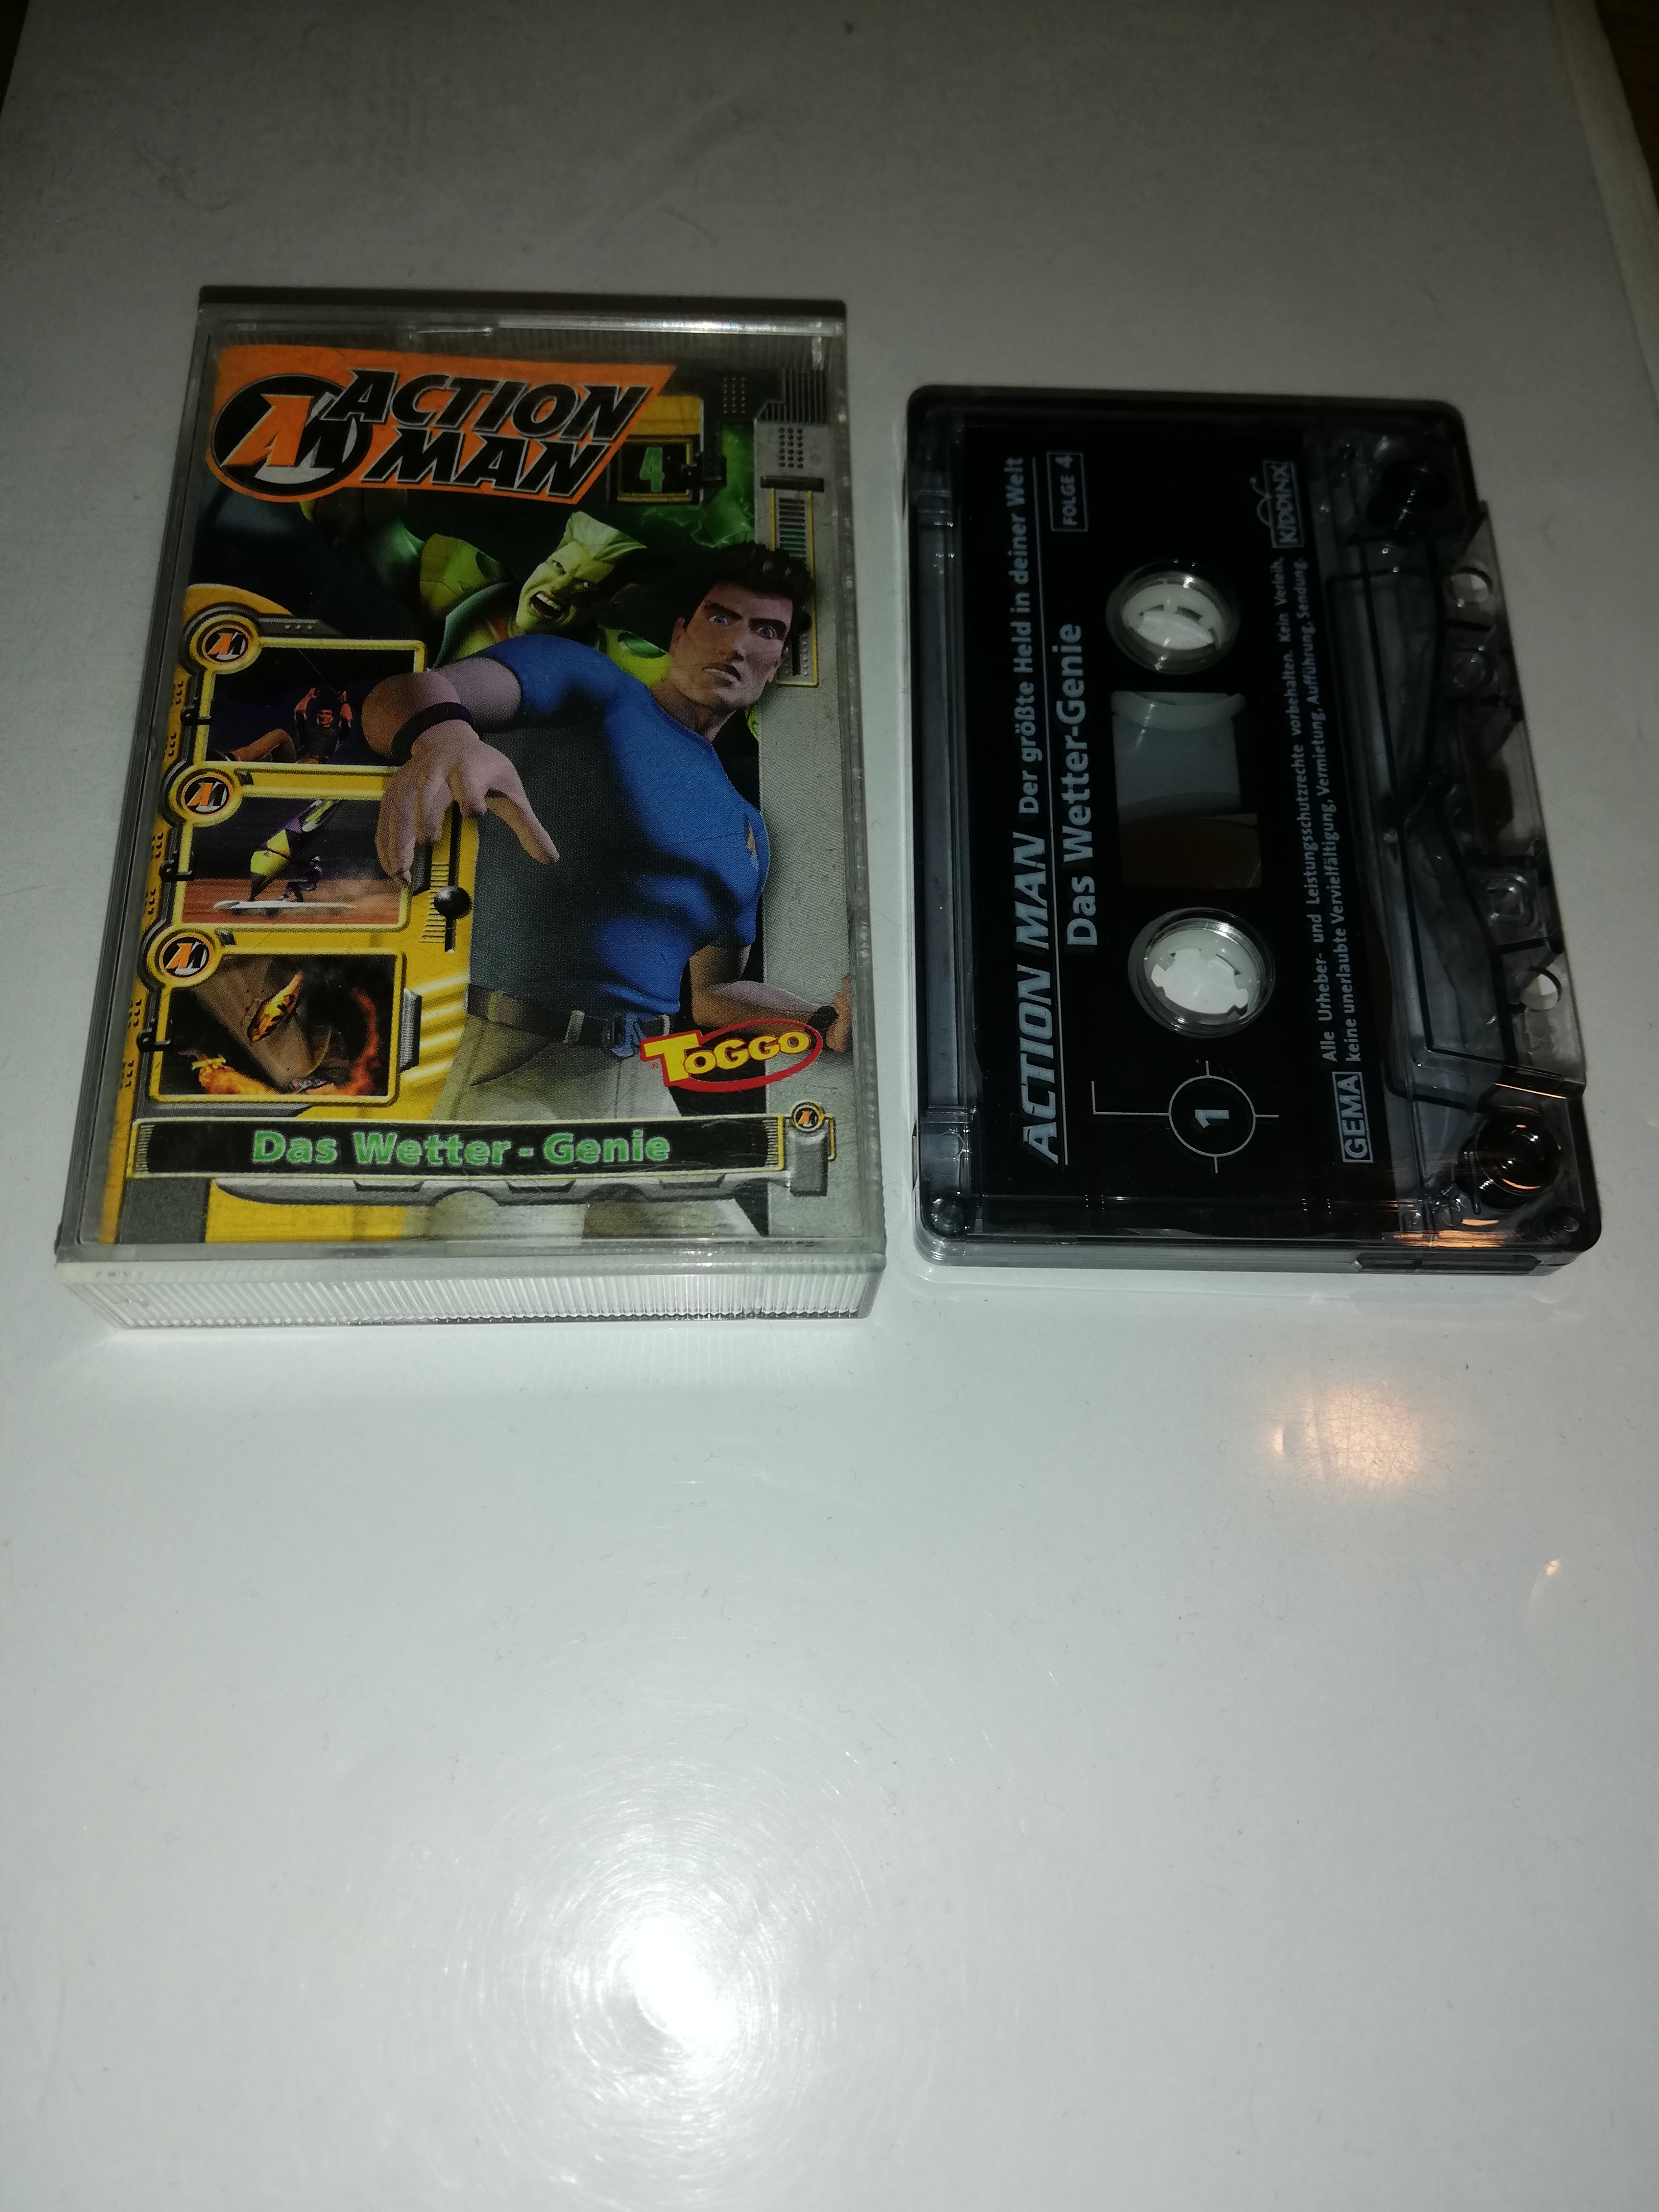 ACTION
MAN
4
TOGGO
Das Wetter-Genie
ACTION MAN Der größte Held in deiner Welt
Das Wetter-Genie
FOLGE 4
1
GEMA
Alle Urheber- und Leistungsschutzrechte vorbehalten. Kein Verleih,
keine unerlaubte Vervielfältigung, Vermietung, Aufführung, Sendung.
KIDDINX